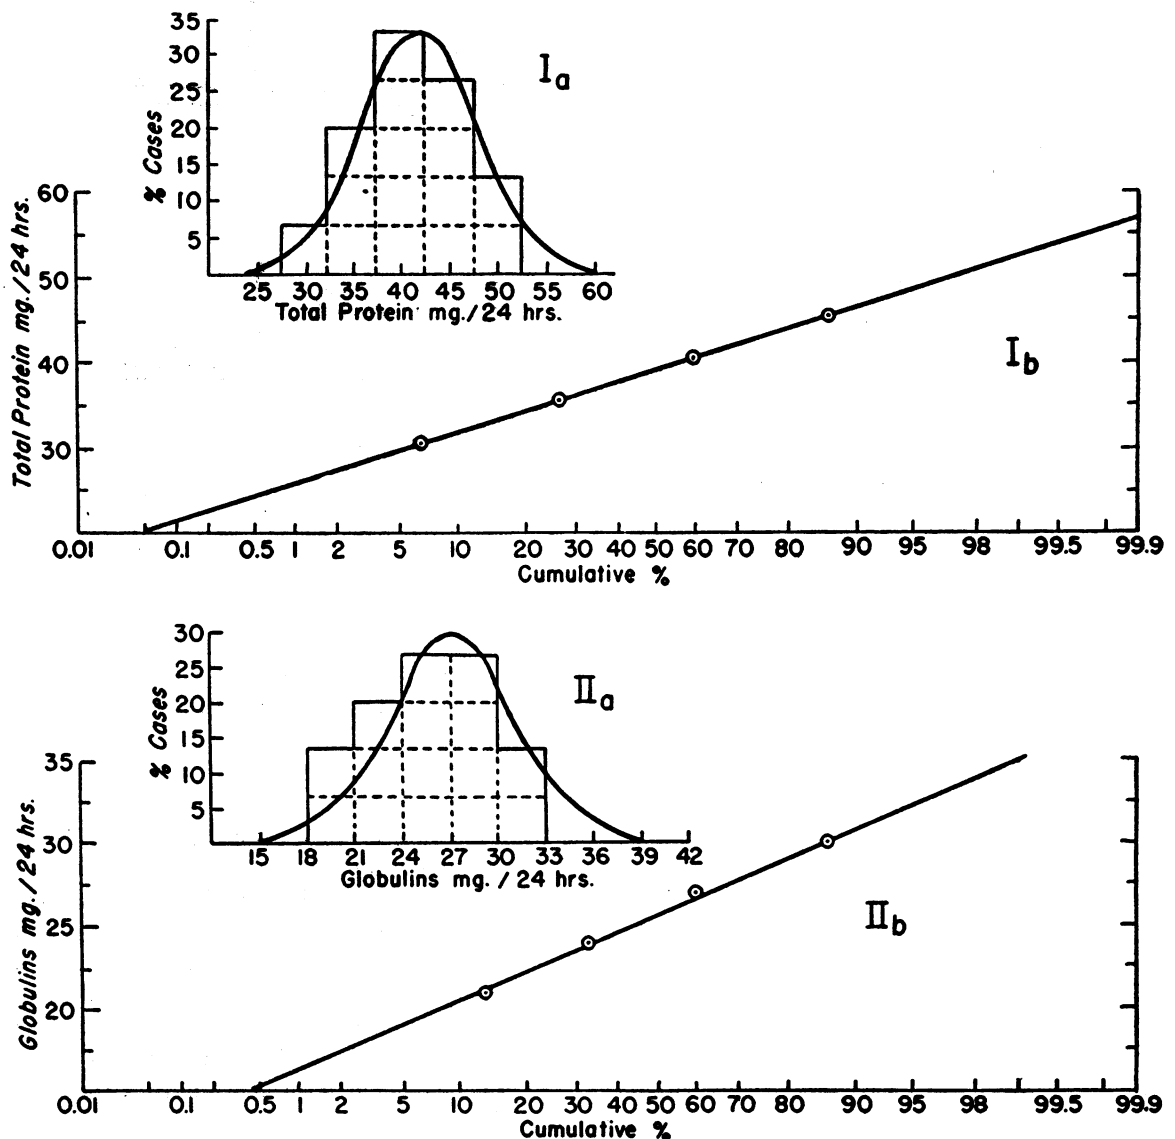 35
30
25
20
15
10
5
% Cases
I a
25 30 35 40 45 50 55 60
Total Protein mg./24 hrs.
60
50
40
30
Total Protein mg./24 hrs.
I b
0.01 0.1 0.5 1 2 5 10 20 30 40 50 60 70 80 90 95 98 99.5 99.9
Cumulative %
30
25
20
15
10
5
% Cases
II a
15 18 21 24 27 30 33 36 39 42
Globulins mg. / 24 hrs.
35
30
25
20
Globulins mg./24 hrs.
II b
0.01 0.1 0.5 1 2 5 10 20 30 40 50 60 70 80 90 95 98 99.5 99.9
Cumulative %